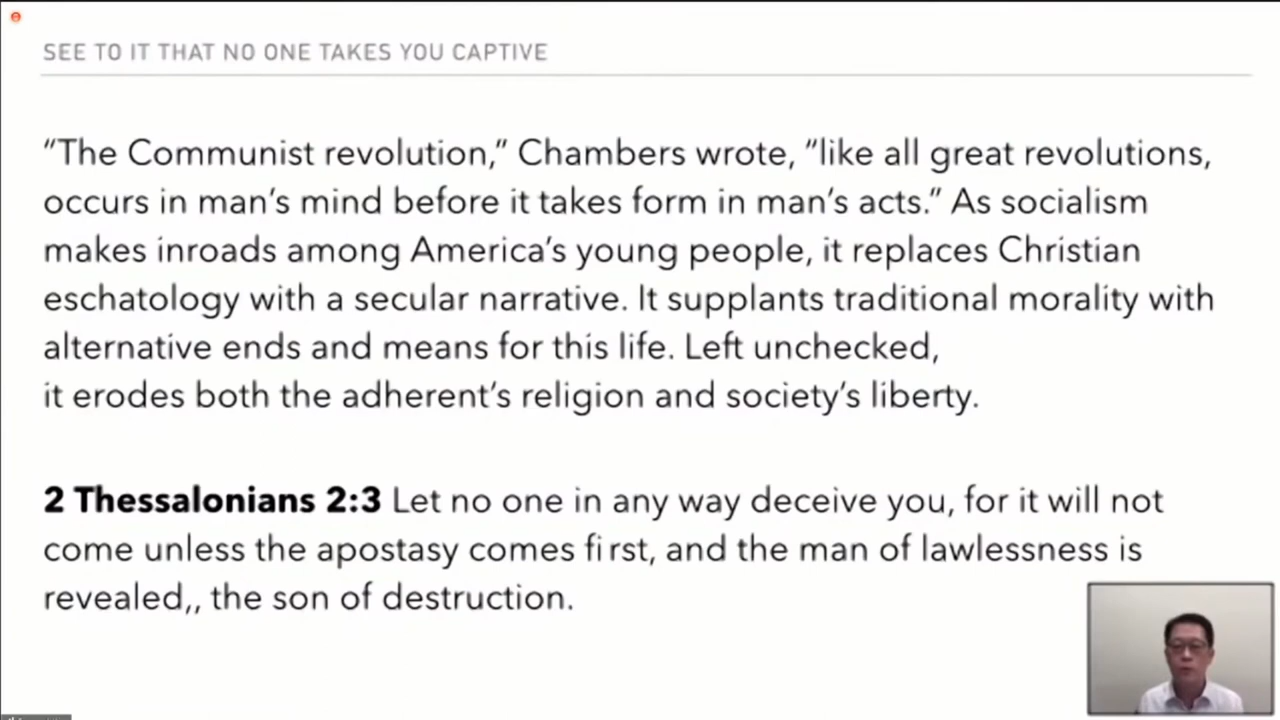 SEE TO IT THAT NO ONE TAKES YOU CAPTIVE
“The Communist revolution,” Chambers wrote, “like all great revolutions,
occurs in man’s mind before it takes form in man’s acts.” As socialism
makes inroads among America’s young people, it replaces Christian
eschatology with a secular narrative. It supplants traditional morality with
alternative ends and means for this life. Left unchecked,
it erodes both the adherent’s religion and society’s liberty.
2 Thessalonians 2:3 Let no one in any way deceive you, for it will not
come unless the apostasy comes first, and the man of lawlessness is
revealed,, the son of destruction.